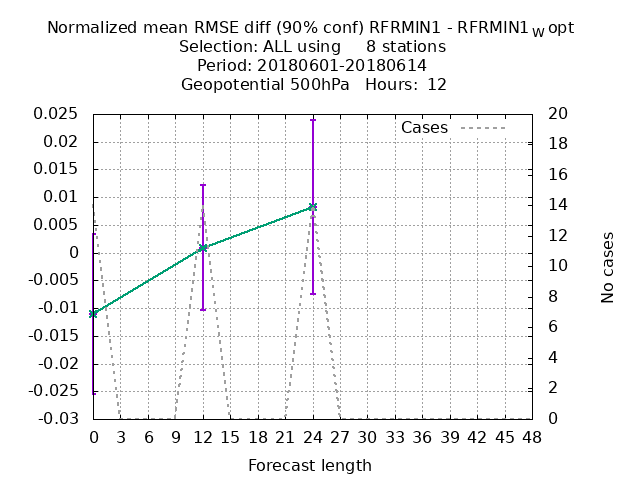 Normalized mean RMSE diff (90% conf) RFRMIN1 - RFRMIN1Wopt
Selection: ALL using 8 stations
Period: 20180601-20180614
Geopotential 500hPa Hours: 12
Cases
0.025
0.02
0.015
0.01
0.005
0
-0.005
-0.01
-0.015
-0.02
-0.025
-0.03
20
18
16
14
12
10
8
6
4
2
0
No cases
0 3 6 9 12 15 18 21 24 27 30 33 36 39 42 45 48
Forecast length